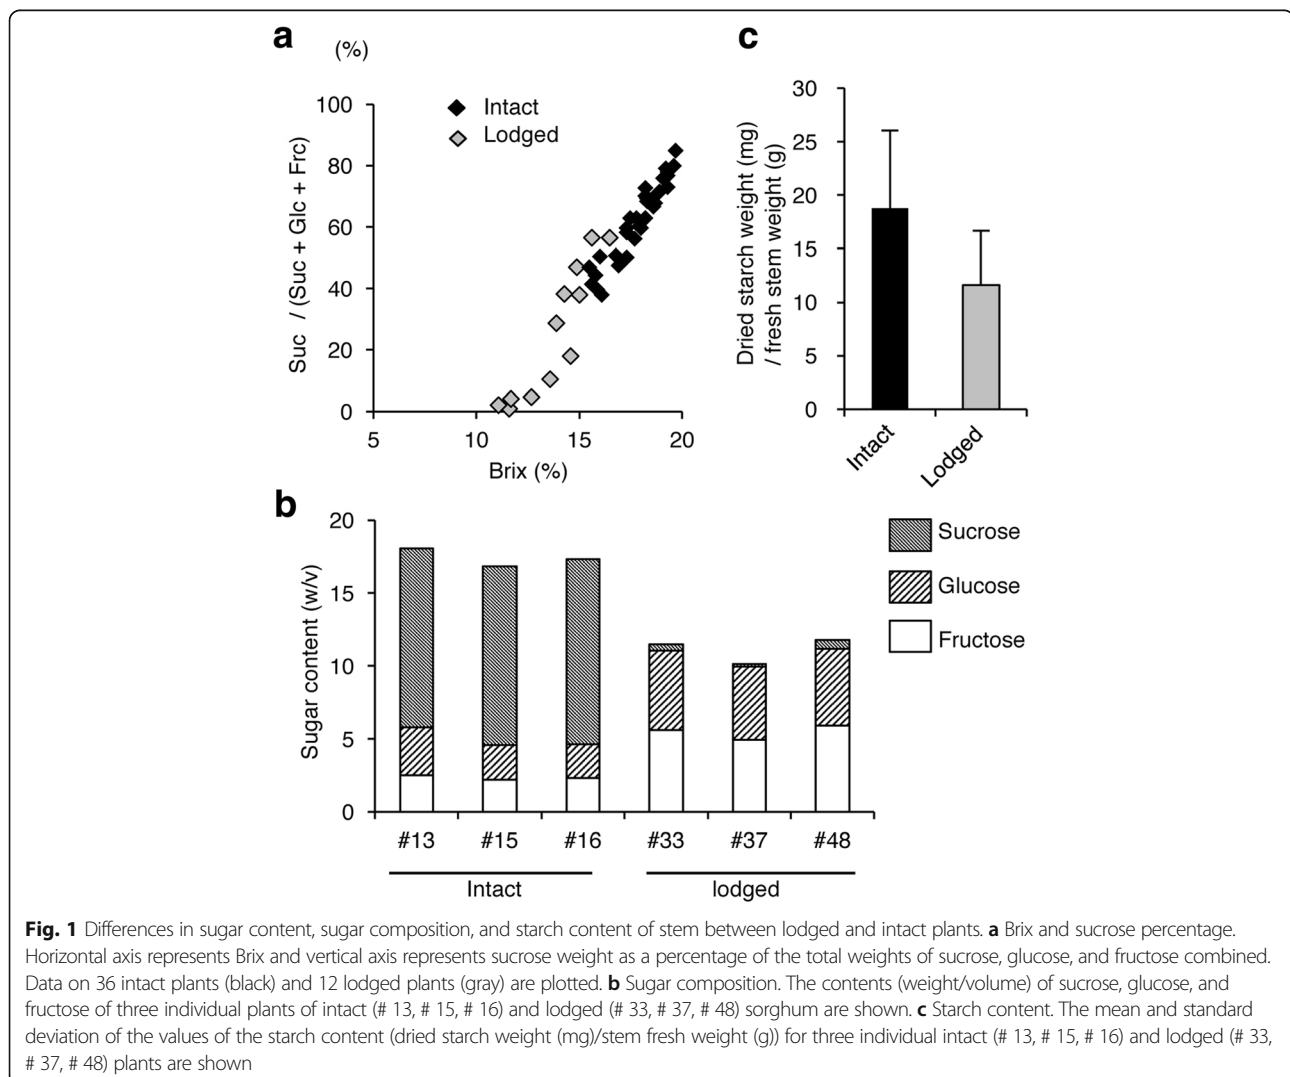 a
(%)
Suc / (Suc + Glc + Frc)
100
80
60
40
20
0
Intact
Lodged
5 10 15 20
Brix (%)
c
Dried starch weight (mg)
/ fresh stem weight (g)
30
25
20
15
10
5
0
Intact
Lodged
b
Sugar content (w/v)
20
15
10
5
0
#13 #15 #16 #33 #37 #48
Intact lodged
Sucrose
Glucose
Fructose
Fig. 1 Differences in sugar content, sugar composition, and starch content of stem between lodged and intact plants. a Brix and sucrose percentage.
Horizontal axis represents Brix and vertical axis represents sucrose weight as a percentage of the total weights of sucrose, glucose, and fructose combined.
Data on 36 intact plants (black) and 12 lodged plants (gray) are plotted. b Sugar composition. The contents (weight/volume) of sucrose, glucose, and
fructose of three individual plants of intact (# 13, # 15, # 16) and lodged (# 33, # 37, # 48) sorghum are shown. c Starch content. The mean and standard
deviation of the values of the starch content (dried starch weight (mg)/stem fresh weight (g)) for three individual intact (# 13, # 15, # 16) and lodged (# 33,
# 37, # 48) plants are shown